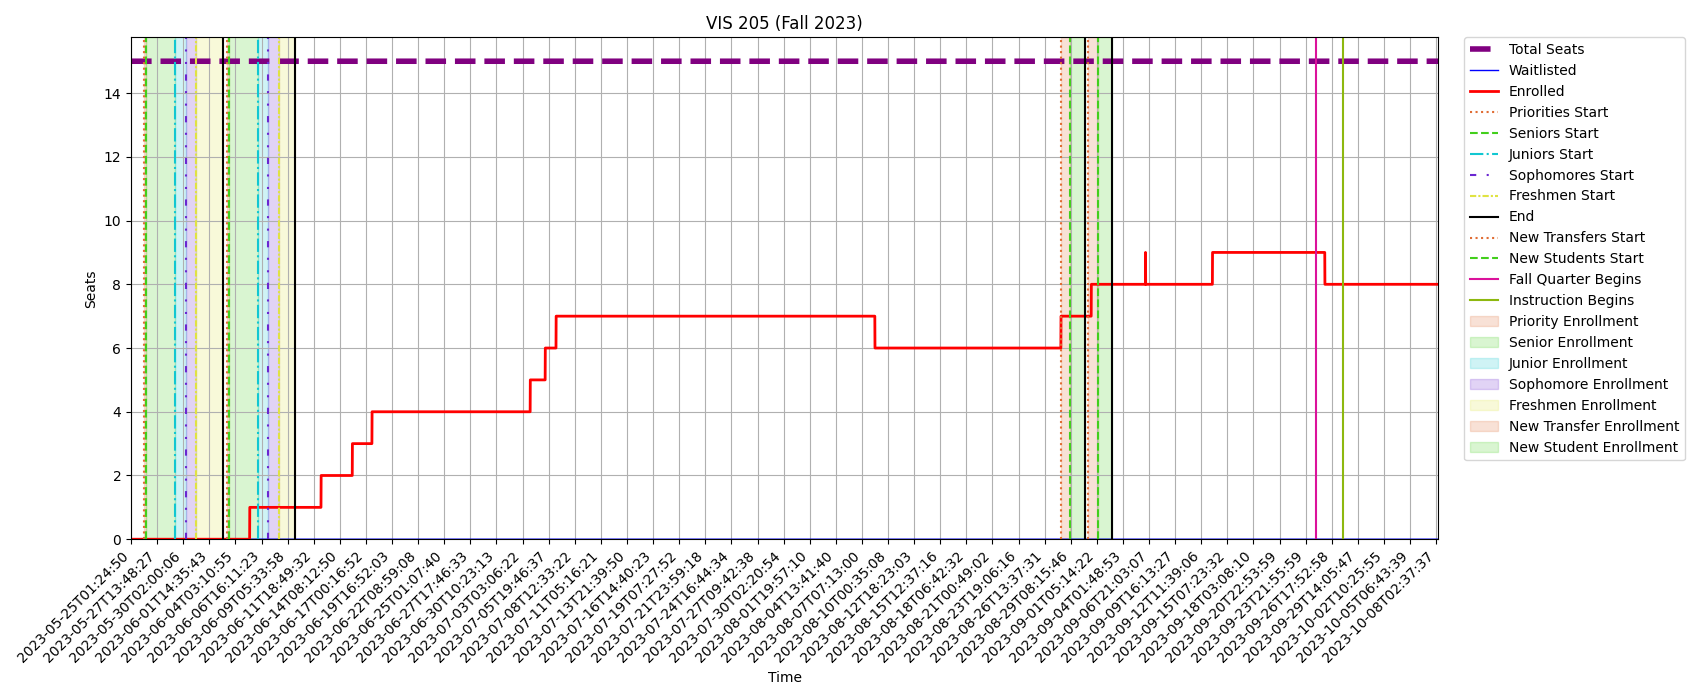 VIS 205 (Fall 2023)
Seats
14
12
10
8
6
4
2
0
2023-05-25T01:24:50
2023-05-27T13:48:27
2023-05-30T02:00:06
2023-06-01T14:35:43
2023-06-04T03:10:55
2023-06-06T16:11:23
2023-06-09T05:33:58
2023-06-11T18:49:32
2023-06-14T08:12:50
2023-06-17T00:16:52
2023-06-19T16:52:03
2023-06-22T08:59:08
2023-06-25T01:07:40
2023-06-27T17:46:33
2023-06-30T10:23:13
2023-07-03T03:06:22
2023-07-05T19:46:37
2023-07-08T12:33:22
2023-07-11T05:16:21
2023-07-13T21:39:50
2023-07-16T14:40:23
2023-07-19T07:27:52
2023-07-21T23:59:18
2023-07-24T16:44:34
2023-07-27T09:42:38
2023-07-30T02:20:54
2023-08-01T19:57:10
2023-08-04T13:41:40
2023-08-07T07:13:00
2023-08-10T00:35:08
2023-08-12T18:23:03
2023-08-15T12:37:16
2023-08-18T06:42:32
2023-08-21T00:49:02
2023-08-23T19:06:16
2023-08-26T13:37:31
2023-08-29T08:15:46
2023-09-01T05:14:22
2023-09-04T01:48:53
2023-09-06T21:03:07
2023-09-09T16:13:27
2023-09-12T11:39:06
2023-09-15T07:23:32
2023-09-18T03:08:10
2023-09-20T22:53:59
2023-09-23T21:55:59
2023-09-26T17:52:58
2023-09-29T14:05:47
2023-10-02T10:25:55
2023-10-05T06:43:39
2023-10-08T02:37:37
Time
Total Seats
Waitlisted
Enrolled
Priorities Start
Seniors Start
Juniors Start
Sophomores Start
Freshmen Start
End
New Transfers Start
New Students Start
Fall Quarter Begins
Instruction Begins
Priority Enrollment
Senior Enrollment
Junior Enrollment
Sophomore Enrollment
Freshmen Enrollment
New Transfer Enrollment
New Student Enrollment